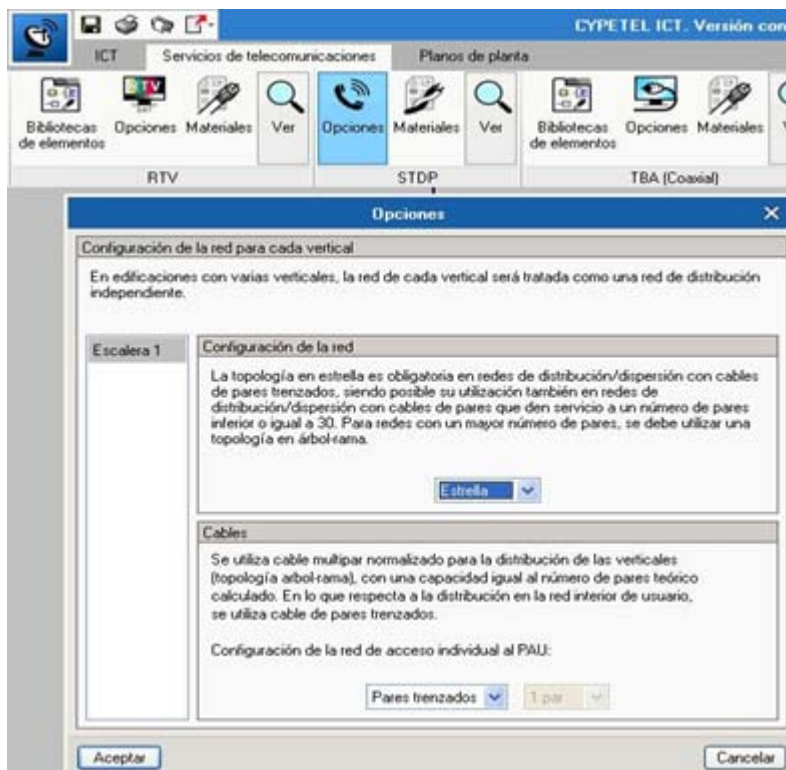 CYPETEL ICT. Versión con
ICT Servicios de telecomunicaciones Planos de planta
Bibliotecas de elementos Opciones Materiales Ver Opciones Materiales Ver Bibliotecas de elementos Opciones Materiales V
RTV STDP TBA (Coaxial)
Opciones
Configuración de la red para cada vertical
En edificaciones con varias verticales, la red de cada vertical será tratada como una red de distribución
independiente.
Escalera 1
Configuración de la red
La topología en estrella es obligatoria en redes de distribución/dispersión con cables
de pares trenzados, siendo posible su utilización también en redes de
distribución/dispersión con cables de pares que den servicio a un número de pares
inferior o igual a 30. Para redes con un mayor número de pares, se debe utilizar una
topología en árbol-rama.
Estrella
Cables
Se utiliza cable multipar normalizado para la distribución de las verticales
(topología arbol-rama), con una capacidad igual al número de pares teórico
calculado. En lo que respecta a la distribución en la red interior de usuario,
se utiliza cable de pares trenzados.
Configuración de la red de acceso individual al PAU:
Pares trenzados 1 par
Aceptar Cancelar